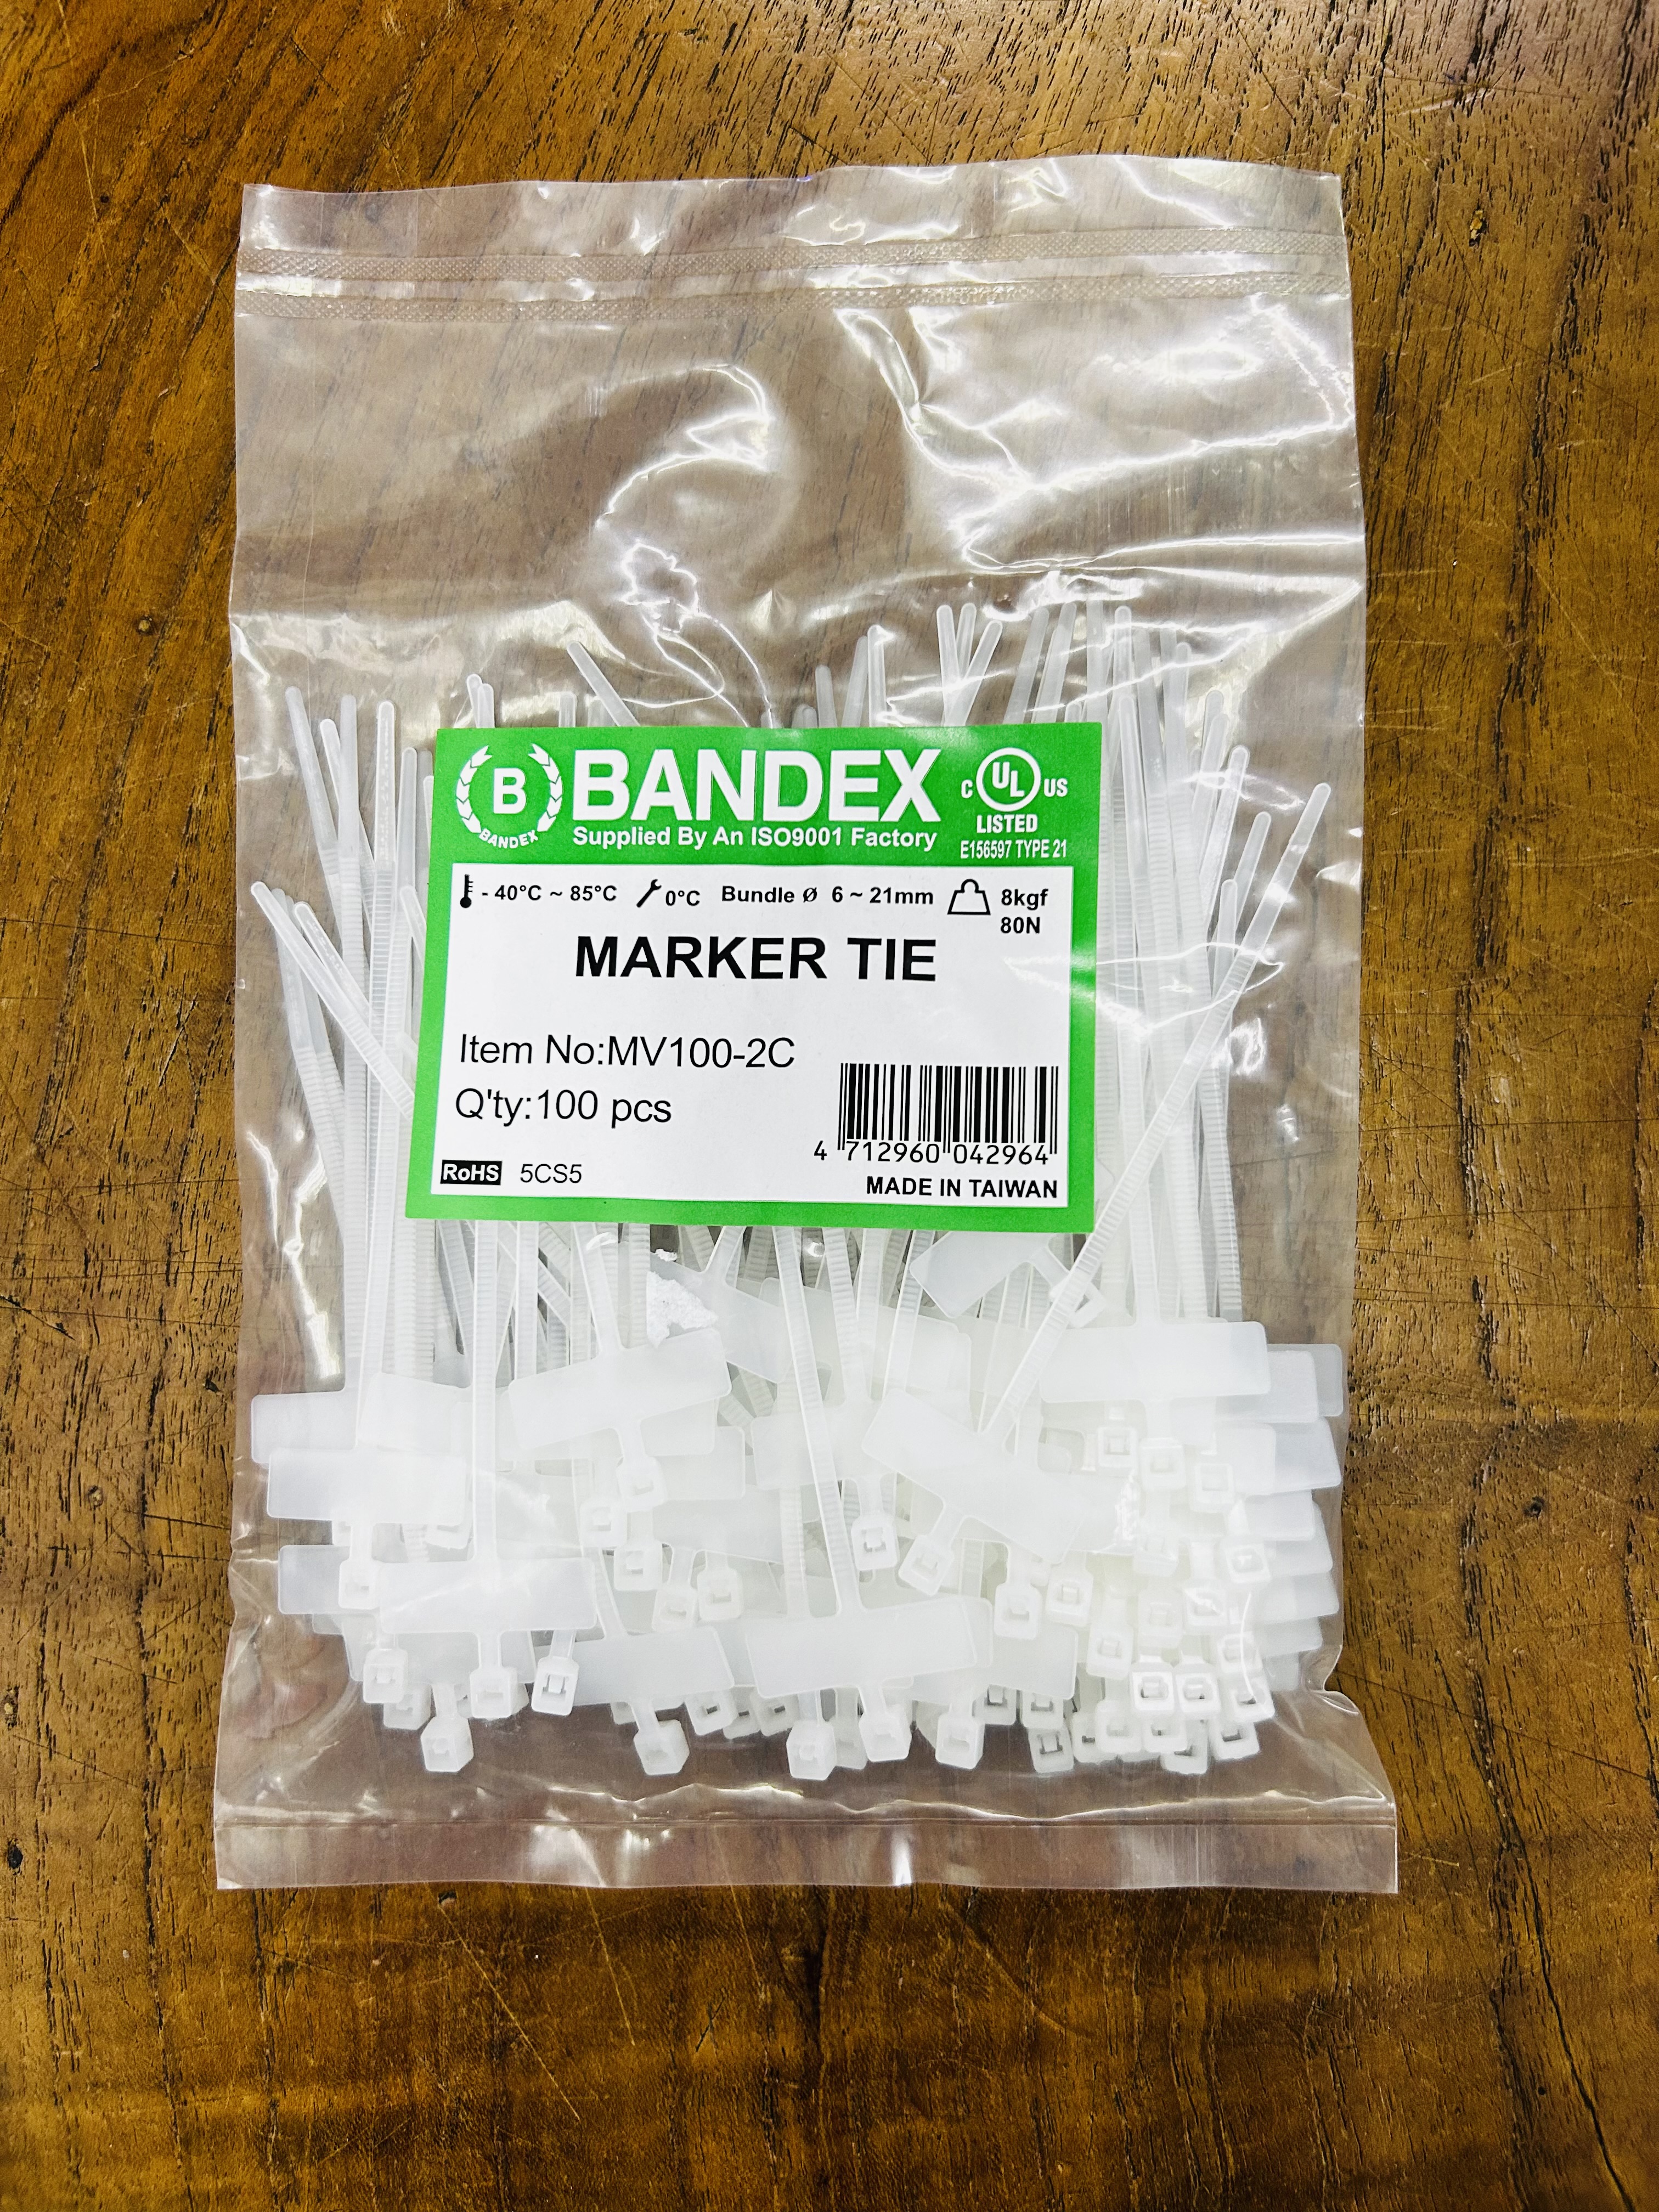 B
BANDEX
BANDEX
Supplied By An ISO9001 Factory
C UL US
LISTED
E156597 TYPE 21
- 40°C ~ 85°C 0°C Bundle Ø 6 ~ 21mm 8kgf
80N
MARKER TIE
Item No:MV100-2C
Q'ty:100 pcs
4 712960 042964
RoHS 5CS5
MADE IN TAIWAN